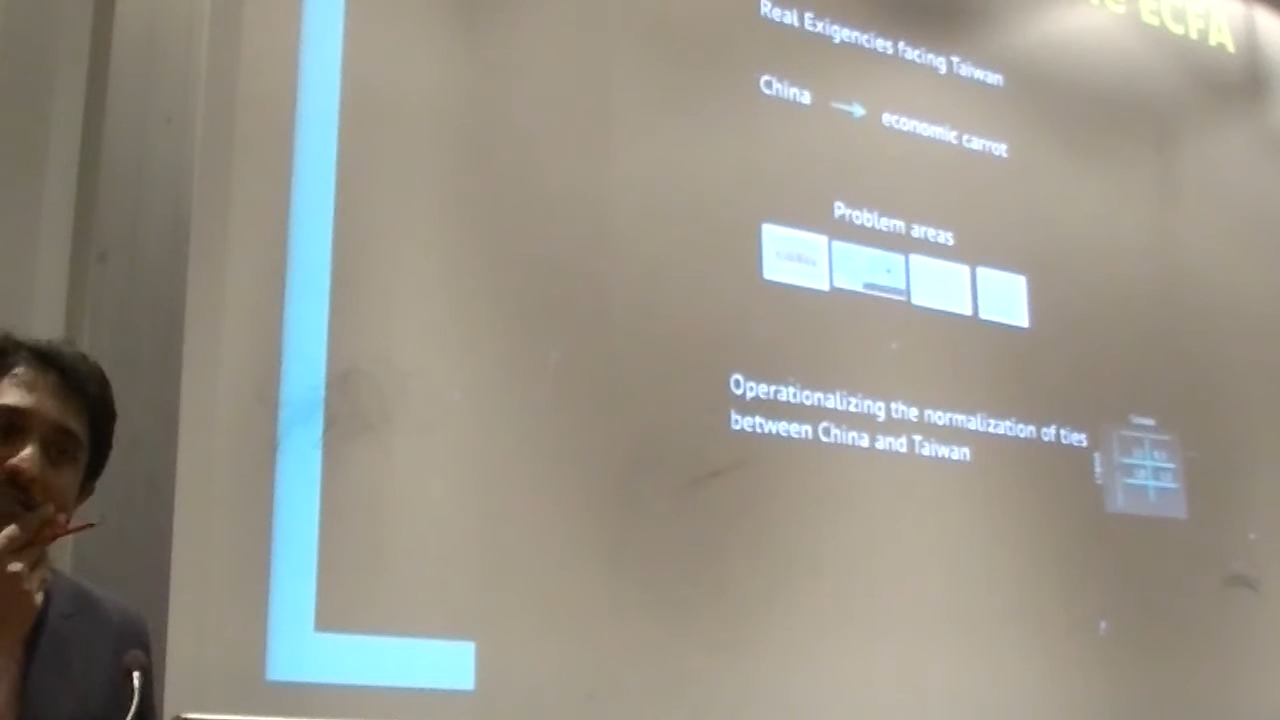 ECFA
Real Exigencies facing Taiwan
China → economic carrot
Problem areas
Operationalizing the normalization of ties
between China and Taiwan